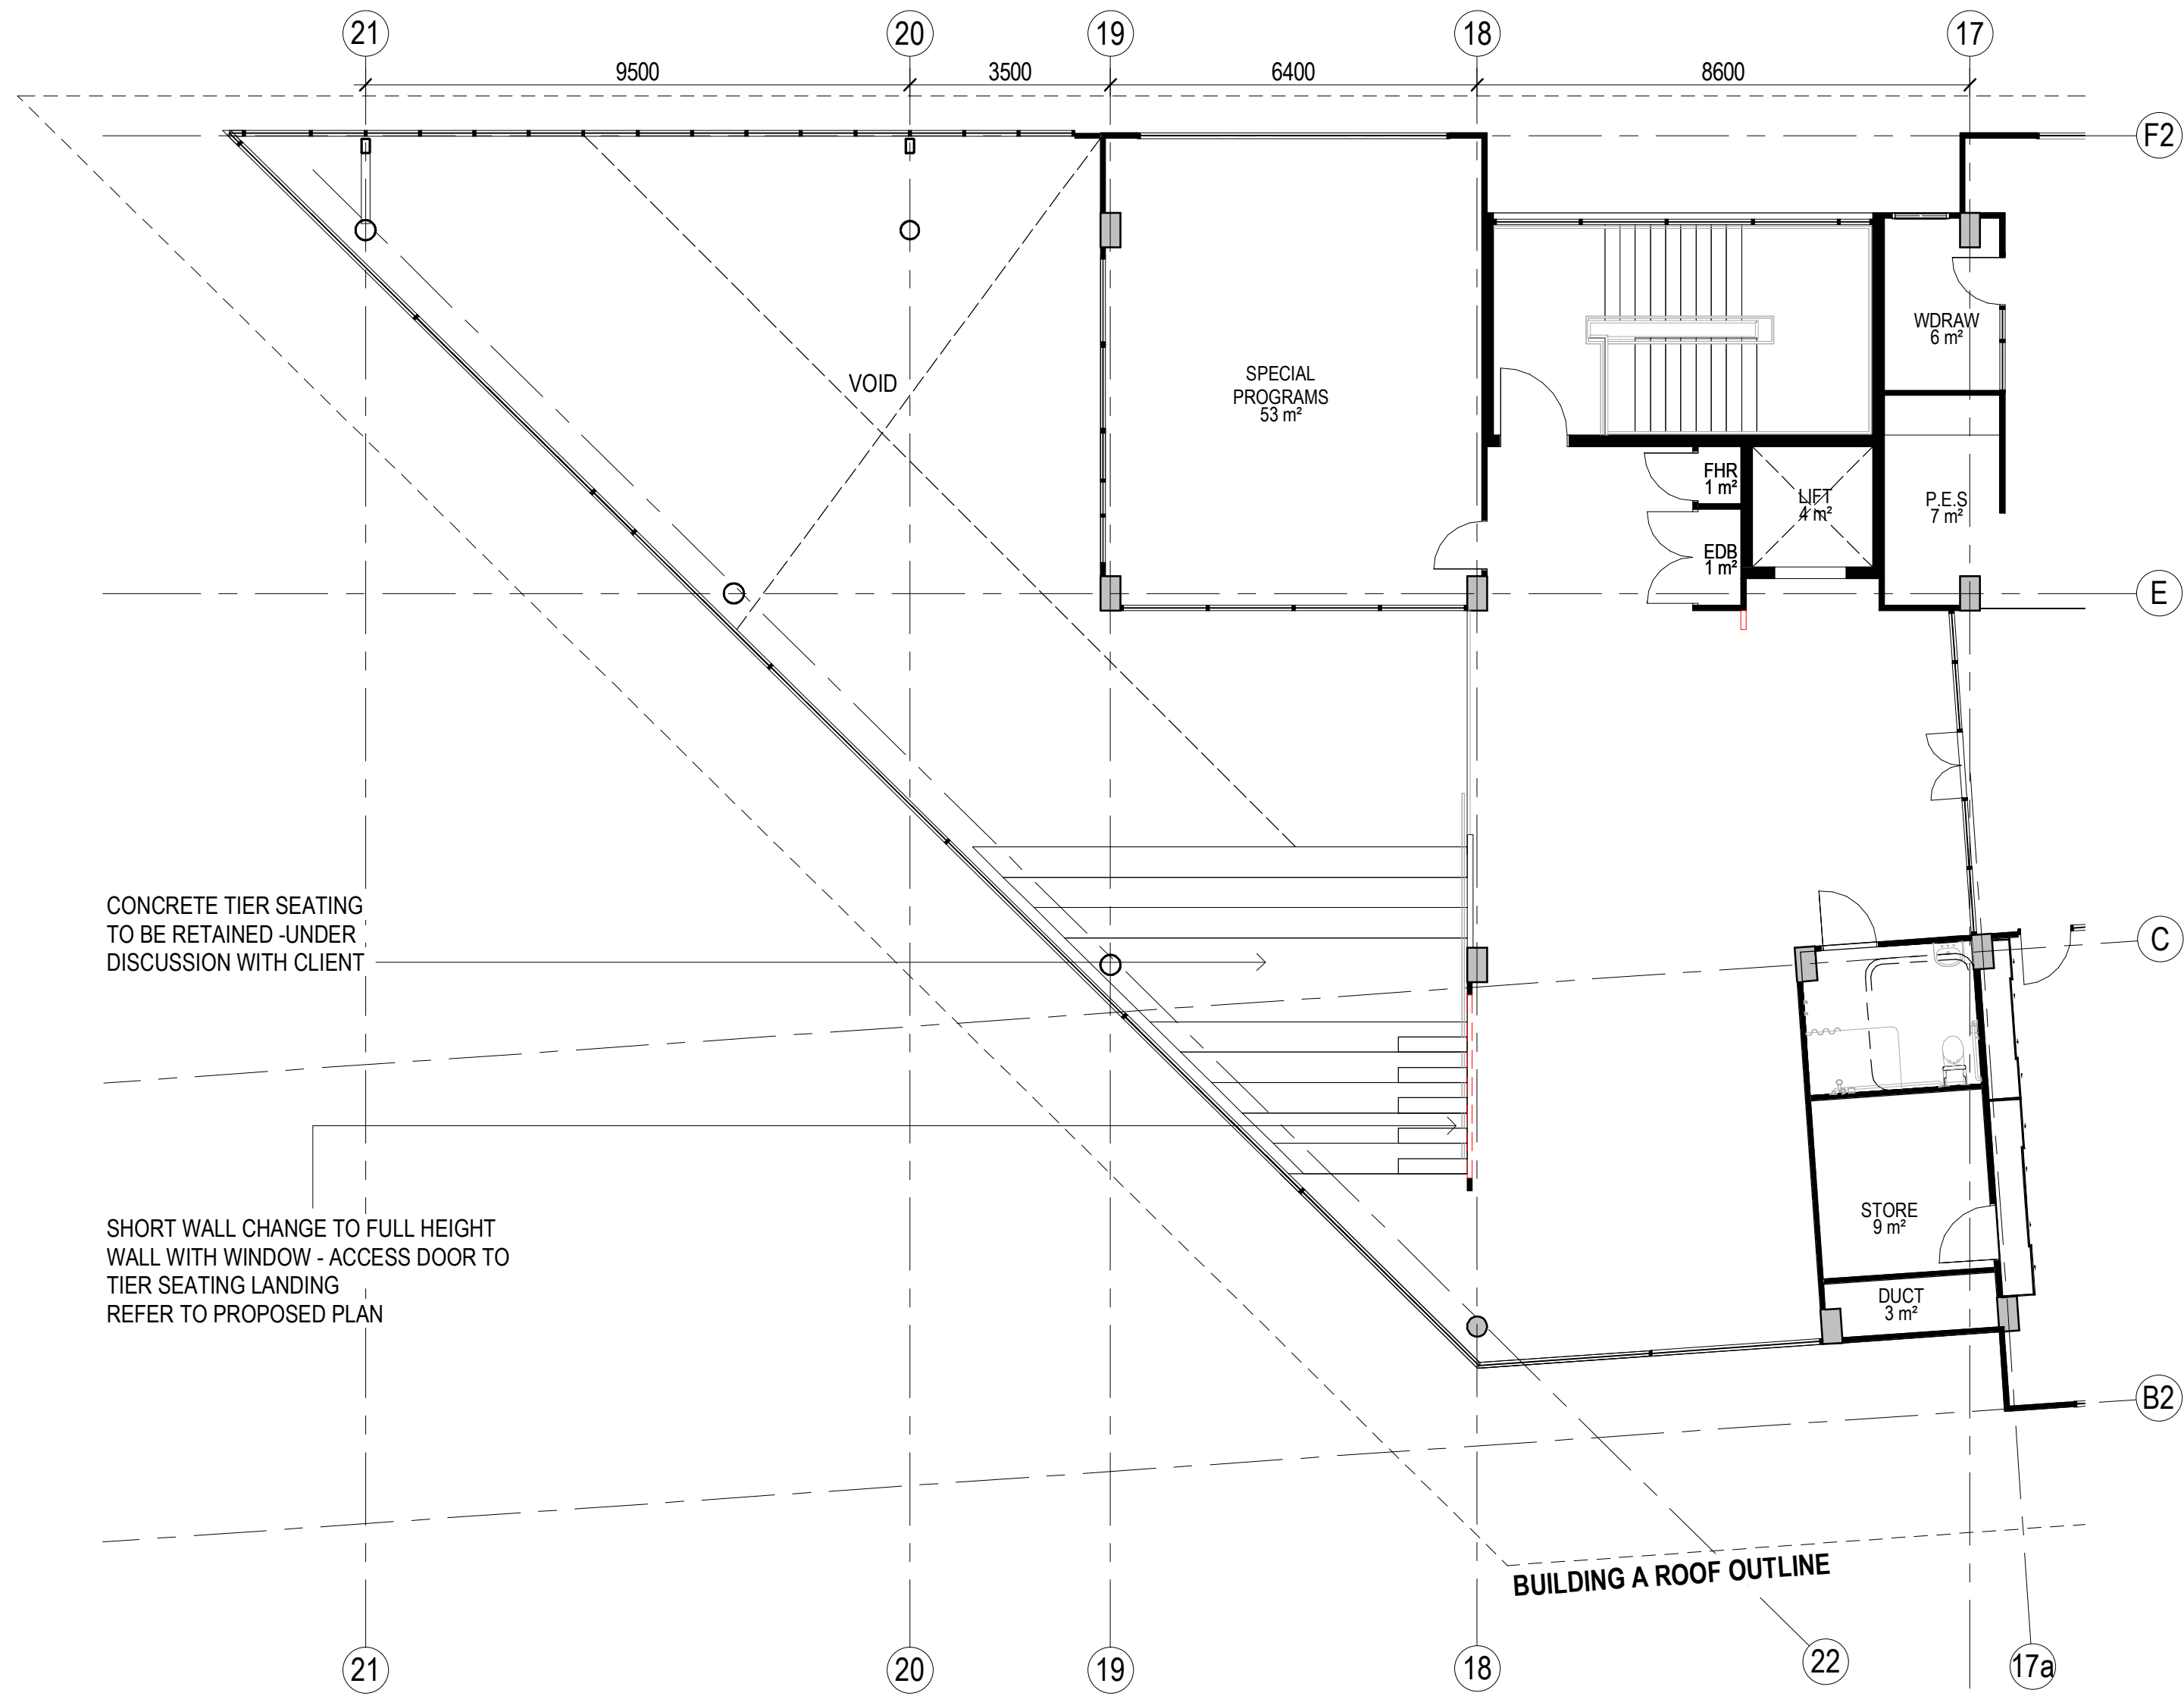 21
20
19
18
17
9500
3500
6400
8600
F2
WDRAW
6 m²
SPECIAL
PROGRAMS
53 m²
VOID
FHR
1 m²
LIFT
4 m²
P.E.S
7 m²
EDB
1 m²
E
CONCRETE TIER SEATING
TO BE RETAINED -UNDER
DISCUSSION WITH CLIENT
C
STORE
9 m²
SHORT WALL CHANGE TO FULL HEIGHT
WALL WITH WINDOW - ACCESS DOOR TO
TIER SEATING LANDING
REFER TO PROPOSED PLAN
DUCT
3 m²
B2
BUILDING A ROOF OUTLINE
21
20
19
18
22
17a